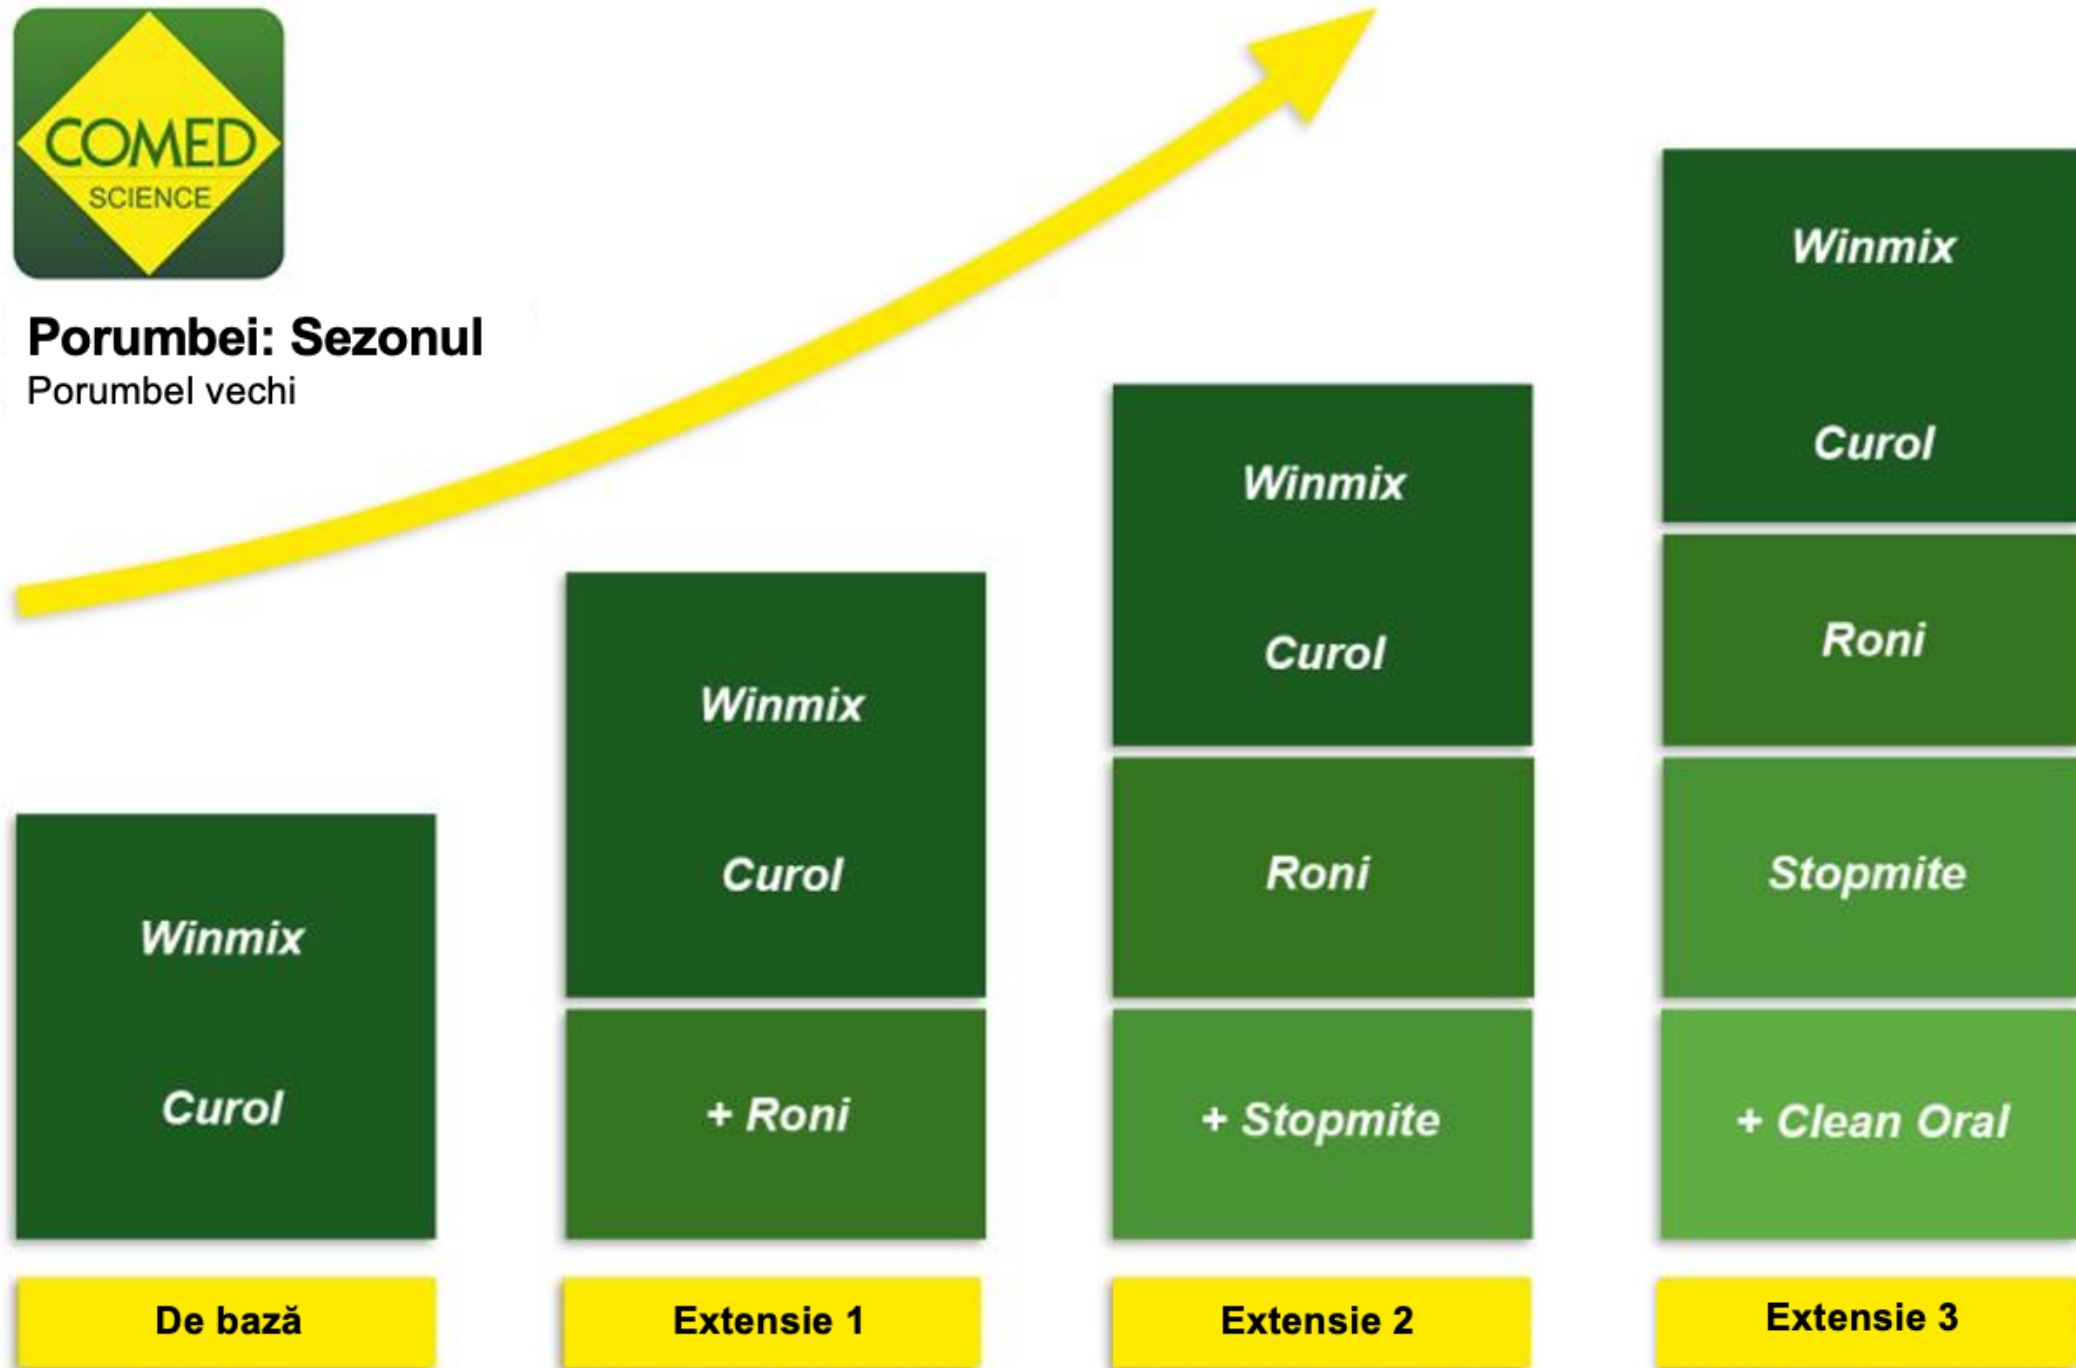 COMED
SCIENCE
Porumbei: Sezonul
Porumbel vechi
Winmix
Curol
De bază
Winmix
Curol
+ Roni
Extensie 1
Winmix
Curol
Roni
+ Stopmite
Extensie 2
Winmix
Curol
Roni
Stopmite
+ Clean Oral
Extensie 3